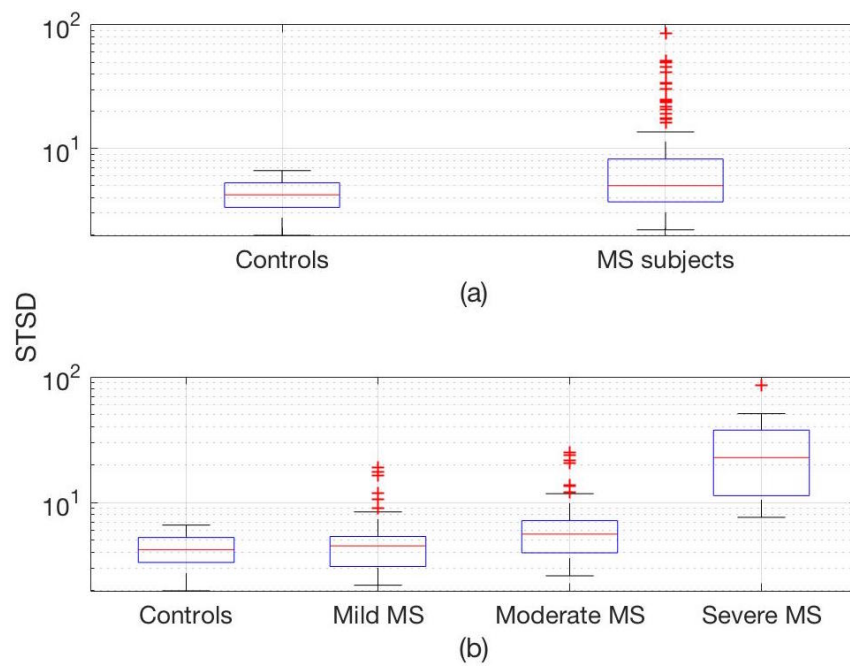 10²
10¹
Controls MS subjects
(a)
STSD
10²
10¹
Controls Mild MS Moderate MS Severe MS
(b)